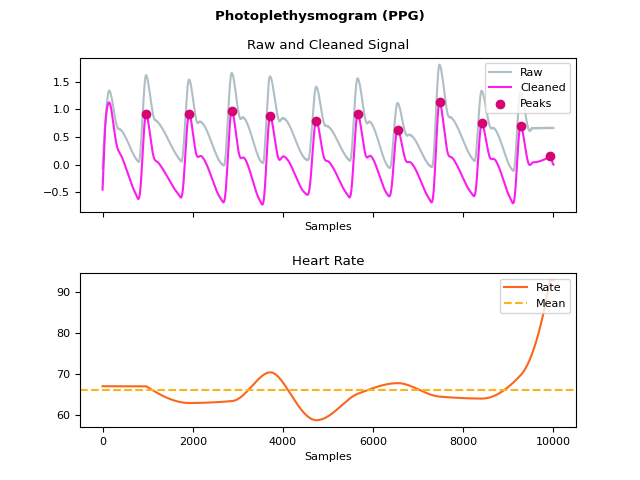 Photoplethysmogram (PPG)
Raw and Cleaned Signal
Raw
Cleaned
Peaks
1.5
1.0
0.5
0.0
−0.5
Samples
Heart Rate
Rate
Mean
90
80
70
60
0 2000 4000 6000 8000 10000
Samples